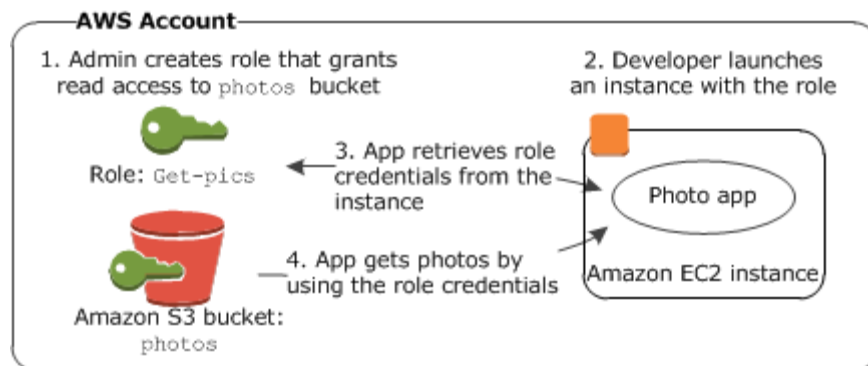 AWS Account
1. Admin creates role that grants
read access to photos bucket
2. Developer launches
an instance with the role
Role: Get-pics
3. App retrieves role
credentials from the
instance
Photo app
Amazon EC2 instance
4. App gets photos by
using the role credentials
Amazon S3 bucket:
photos